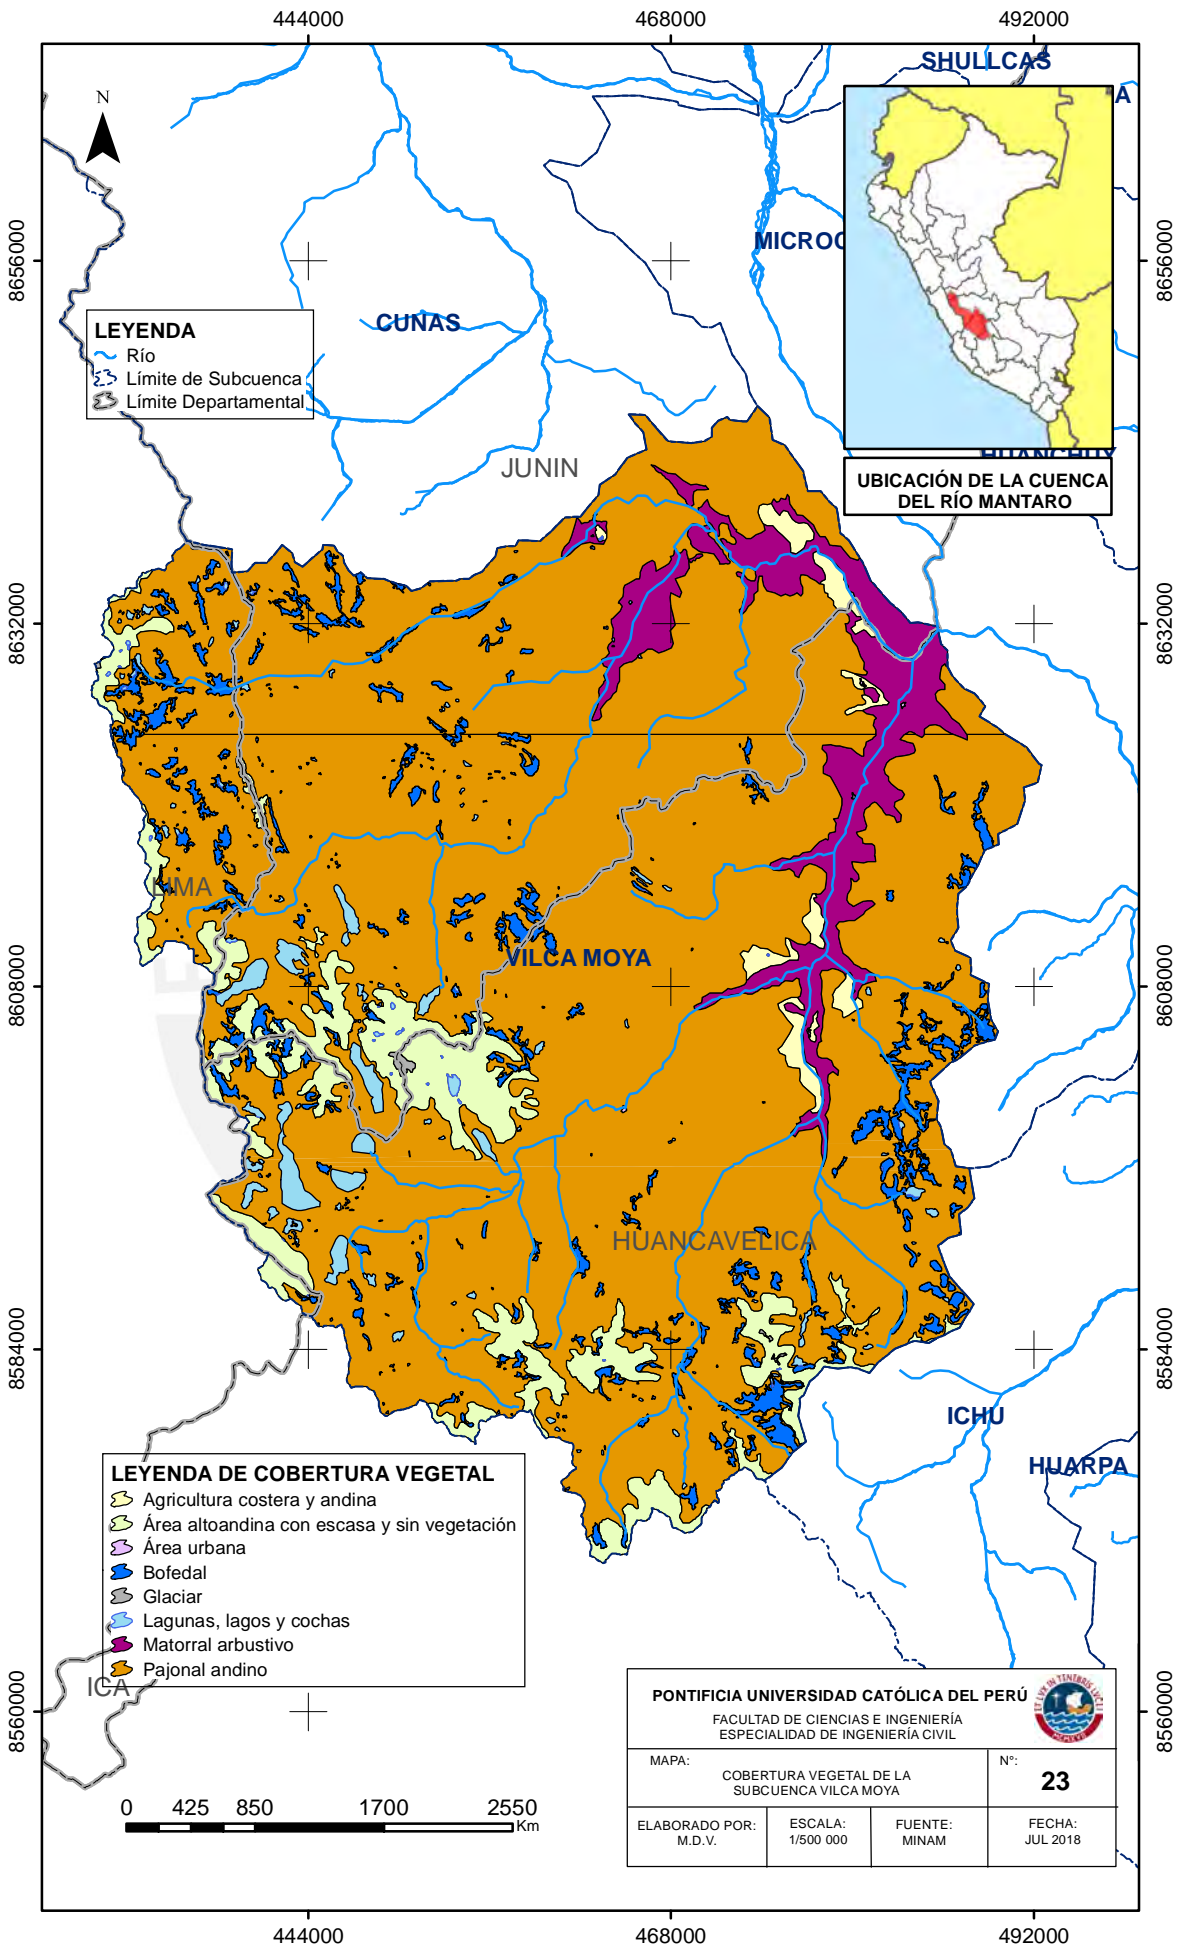 444000
468000
492000
SHULLCAS
A
N
8656000
8656000
MICROC
CUNAS
LEYENDA
Río
Límite de Subcuenca
Límite Departamental
JUNIN
HUANCHUY
UBICACIÓN DE LA CUENCA
DEL RÍO MANTARO
8632000
8632000
LIMA
VILCA MOYA
8608000
8608000
HUANCAVELICA
8584000
8584000
ICHU
HUARPA
LEYENDA DE COBERTURA VEGETAL
Agricultura costera y andina
Área altoandina con escasa y sin vegetación
Área urbana
Bofedal
Glaciar
Lagunas, lagos y cochas
Matorral arbustivo
Pajonal andino
ICA
8560000
8560000
PONTIFICIA UNIVERSIDAD CATÓLICA DEL PERÚ
FACULTAD DE CIENCIAS E INGENIERÍA
ESPECIALIDAD DE INGENIERÍA CIVIL
MAPA:
COBERTURA VEGETAL DE LA
SUBCUENCA VILCA MOYA
N°:
23
ELABORADO POR:
M.D.V.
ESCALA:
1/500 000
FUENTE:
MINAM
FECHA:
JUL 2018
0 425 850 1700 2550
Km
444000
468000
492000